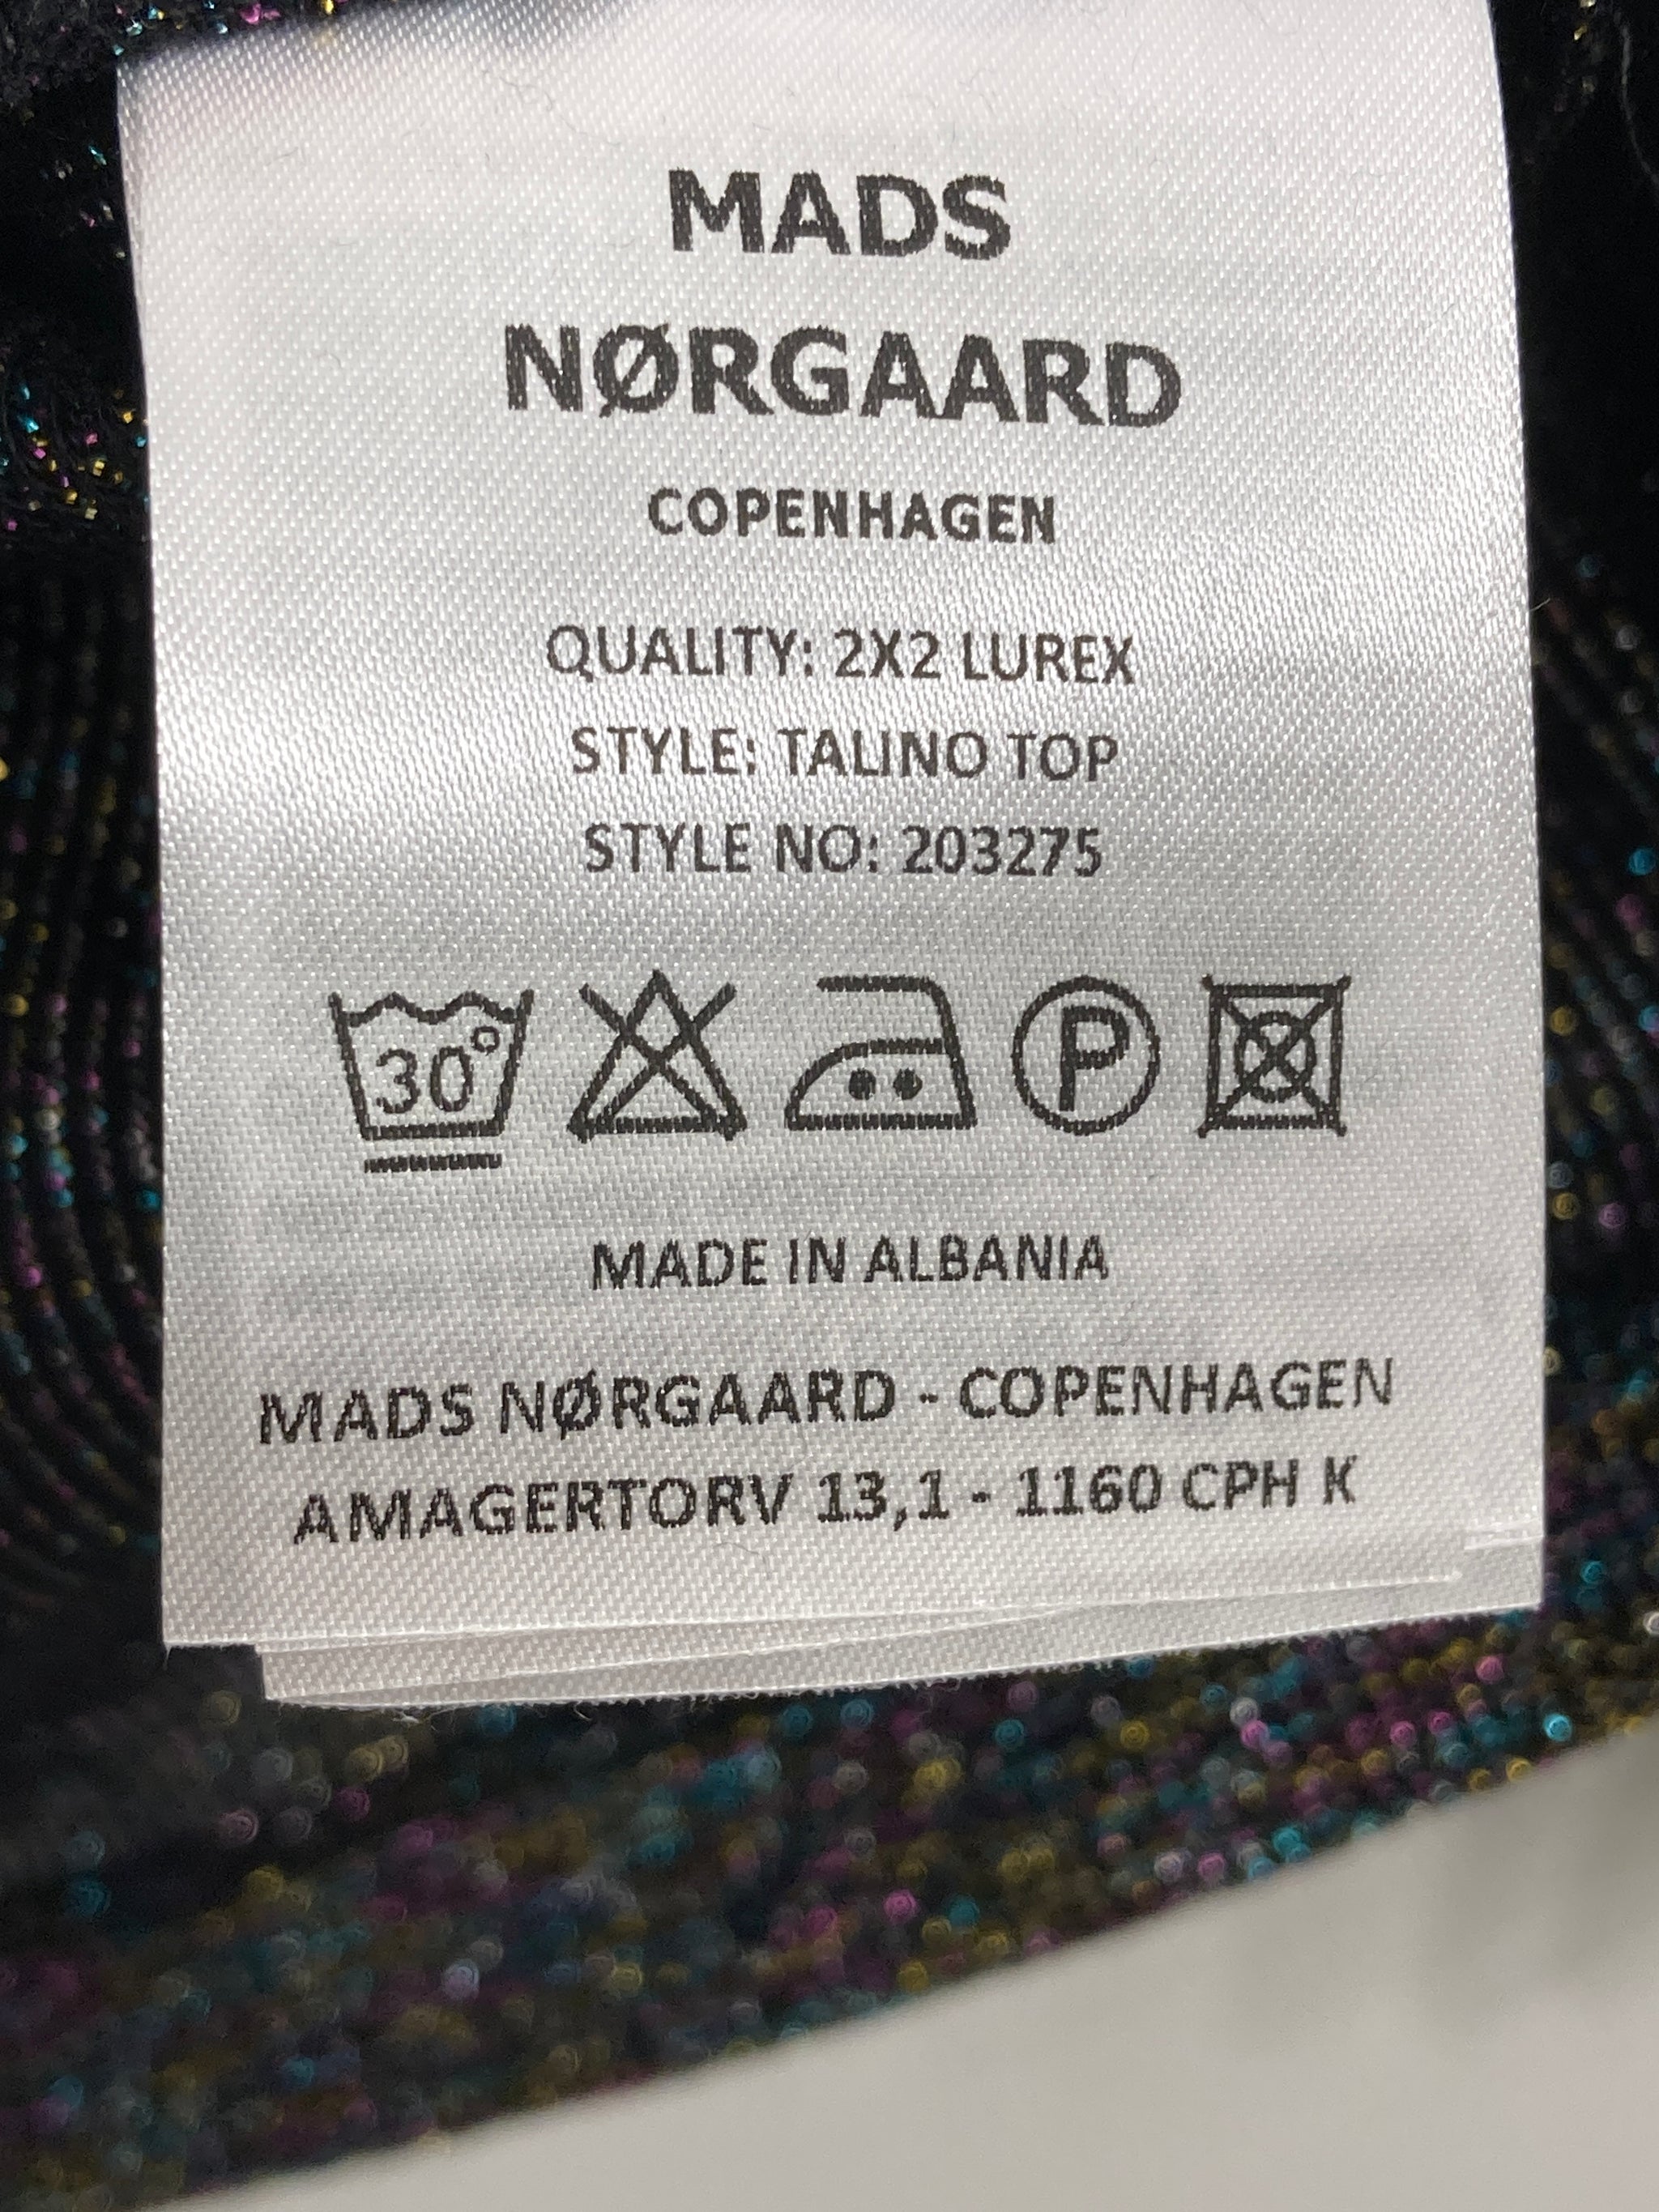 MADS
NØRGAARD
COPENHAGEN
QUALITY: 2X2 LUREX
STYLE: TALINO TOP
STYLE NO: 203275
30°
P
MADE IN ALBANIA
MADS NØRGAARD - COPENHAGEN
AMAGERTORV 13,1 - 1160 CPH K